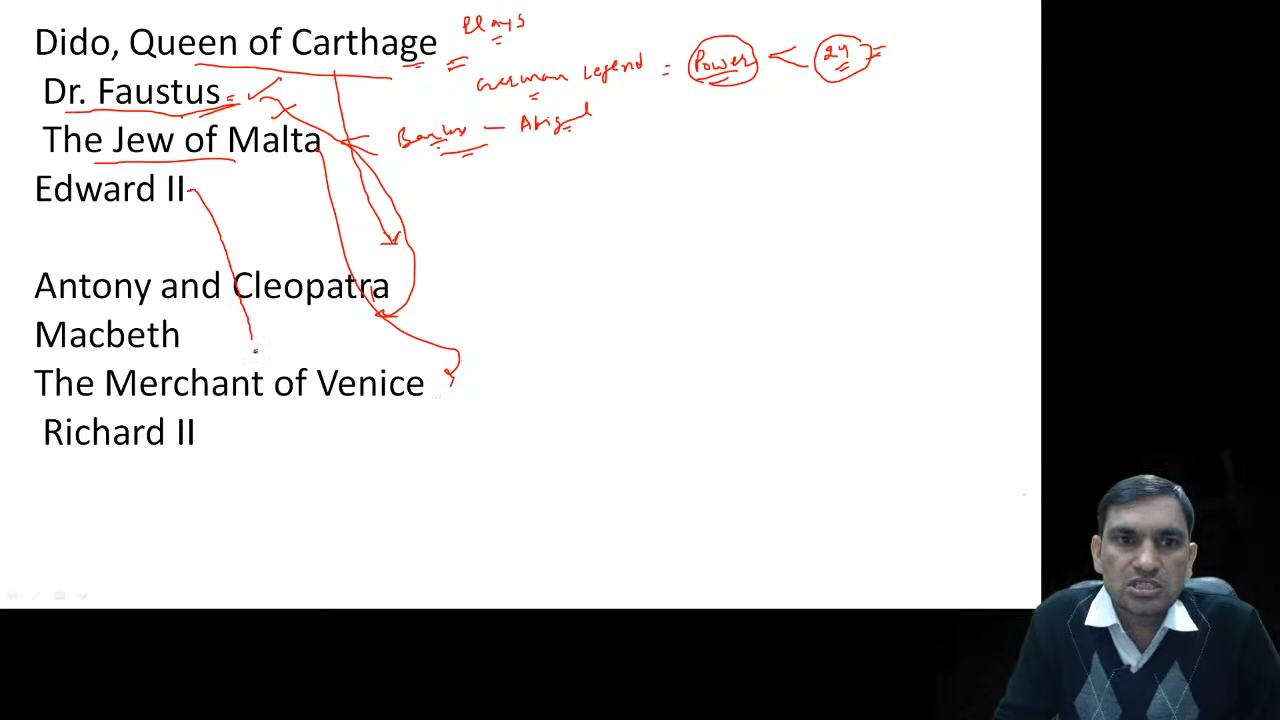 Dido, Queen of Carthage
Plays
German Legend = Power < 24 =
Dr. Faustus
The Jew of Malta
— Abigal
Edward II
Antony and Cleopatra
Macbeth
The Merchant of Venice
Richard II